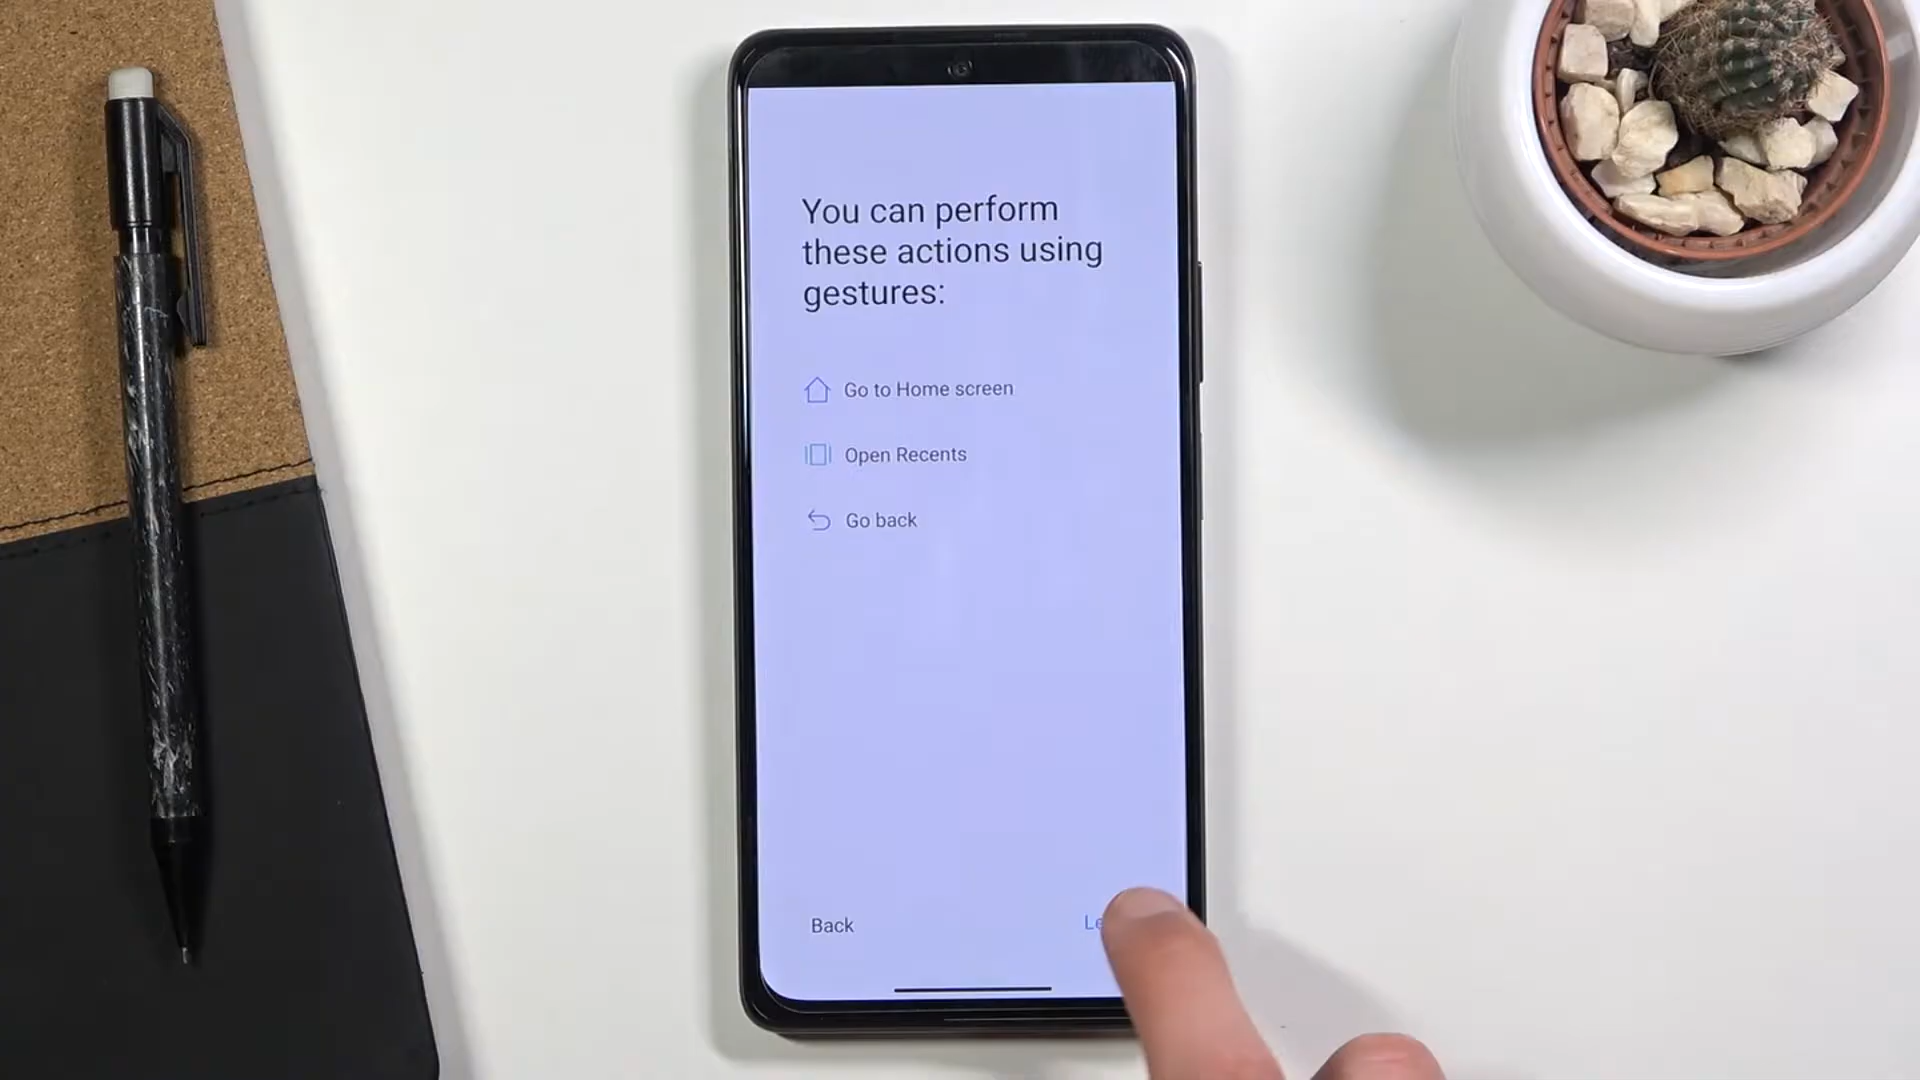 You can perform
these actions using
gestures:
Go to Home screen
Open Recents
Go back
Back